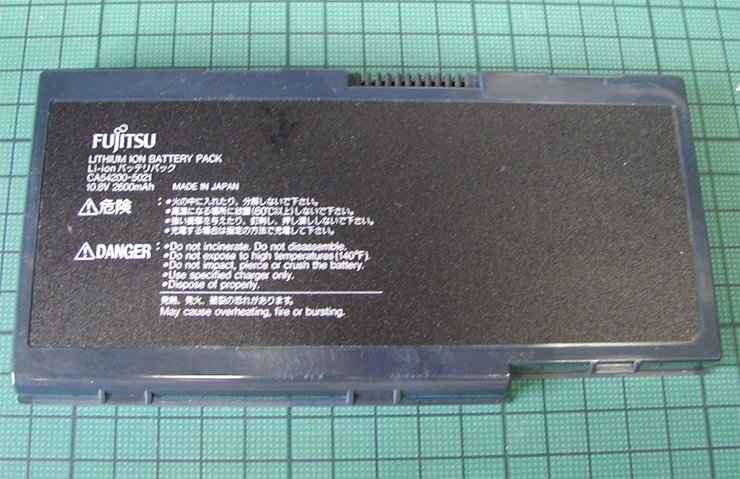 FUJITSU
LITHIUM ION BATTERY PACK
Li-ion バッテリパック
CA54200-5021
10.8V 2600mAh MADE IN JAPAN
⚠危険 : •火の中に入れたり、分解しないで下さい。
•高温になる場所に放置(60℃以上)しないで下さい。
•強い衝撃を与えたり、釘刺し、押し潰ししないで下さい。
•充電する場合は指定の方法で充電して下さい。
⚠DANGER : •Do not incinerate. Do not disassemble.
•Do not expose to high temperatures (140°F).
•Do not impact, pierce or crush the battery.
•Use specified charger only.
•Dispose of properly.
発熱、発火、破裂の恐れがあります。
May cause overheating, fire or bursting.